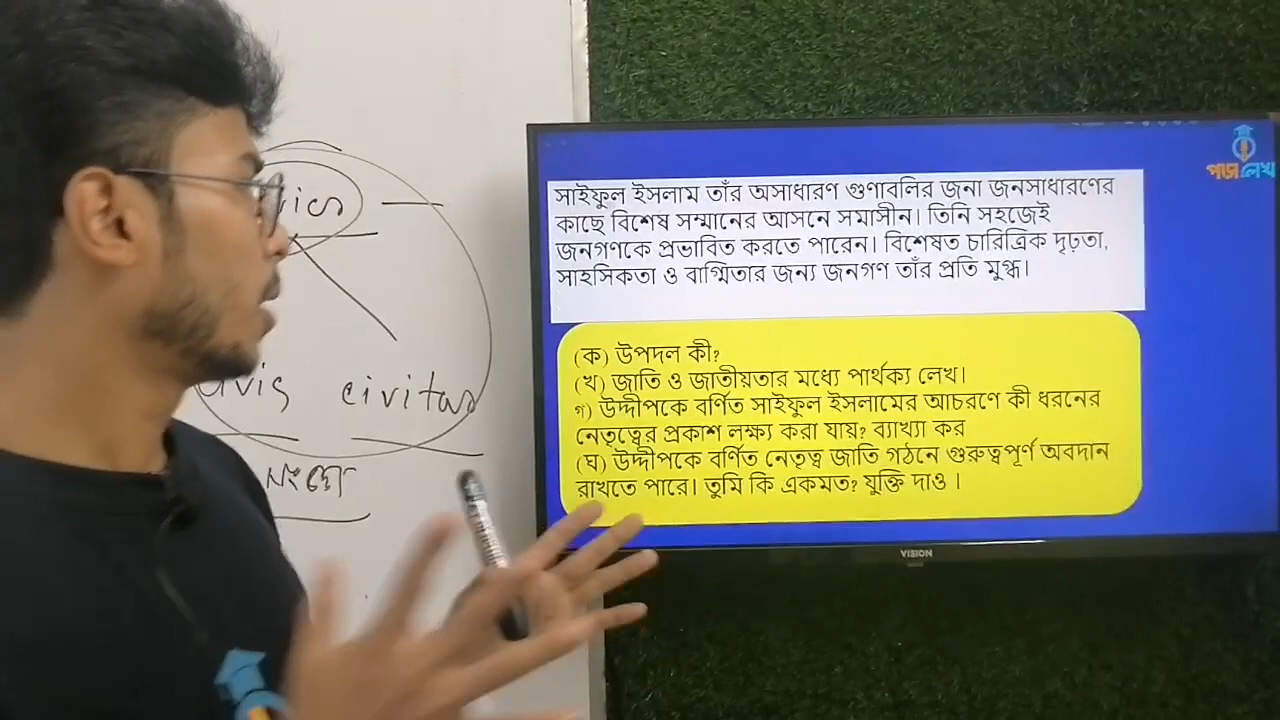 civitas
পড়ালেখা
সাইফুল ইসলাম তাঁর অসাধারণ গুণাবলির জন্য জনসাধারণের
কাছে বিশেষ সম্মানের আসনে সমাসীন। তিনি সহজেই
জনগণকে প্রভাবিত করতে পারেন। বিশেষত চারিত্রিক দৃঢ়তা,
সাহসিকতা ও বাগ্মিতার জন্য জনগণ তাঁর প্রতি মুগ্ধ।
(ক) উপদল কী?
(খ) জাতি ও জাতীয়তার মধ্যে পার্থক্য লেখ।
গ) উদ্দীপকে বর্ণিত সাইফুল ইসলামের আচরণে কী ধরনের
নেতৃত্বের প্রকাশ লক্ষ্য করা যায়? ব্যাখ্যা কর
(ঘ) উদ্দীপকে বর্ণিত নেতৃত্ব জাতি গঠনে গুরুত্বপূর্ণ অবদান
রাখতে পারে। তুমি কি একমত? যুক্তি দাও ।
VISION